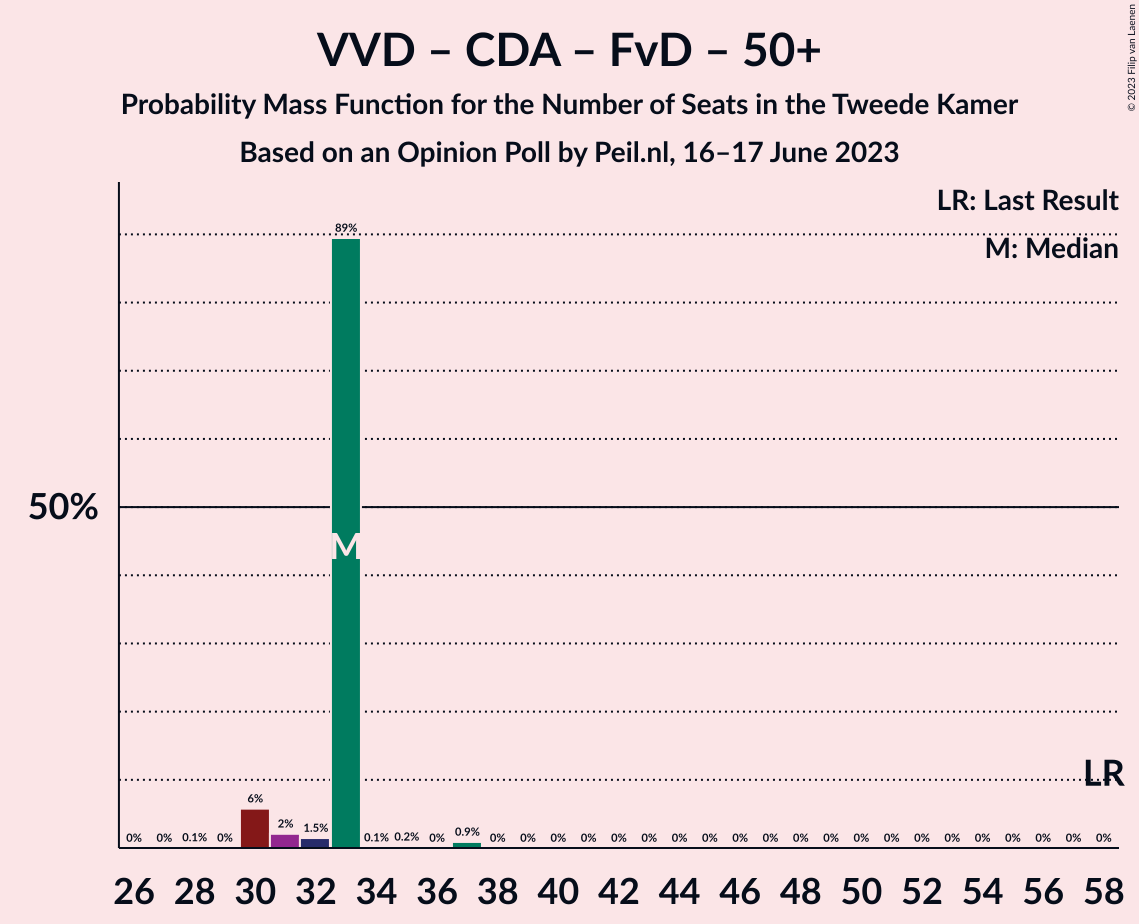 VVD – CDA – FvD – 50+
Probability Mass Function for the Number of Seats in the Tweede Kamer
Based on an Opinion Poll by Peil.nl, 16–17 June 2023
© 2023 Filip van Laenen
LR: Last Result
M: Median
50%
89%
M
LR
0% 0% 0.1% 0% 6% 2% 1.5% 0.1% 0.2% 0% 0.9% 0% 0% 0% 0% 0% 0% 0% 0% 0% 0% 0% 0% 0% 0% 0% 0% 0% 0% 0% 0% 0%
26 28 30 32 34 36 38 40 42 44 46 48 50 52 54 56 58